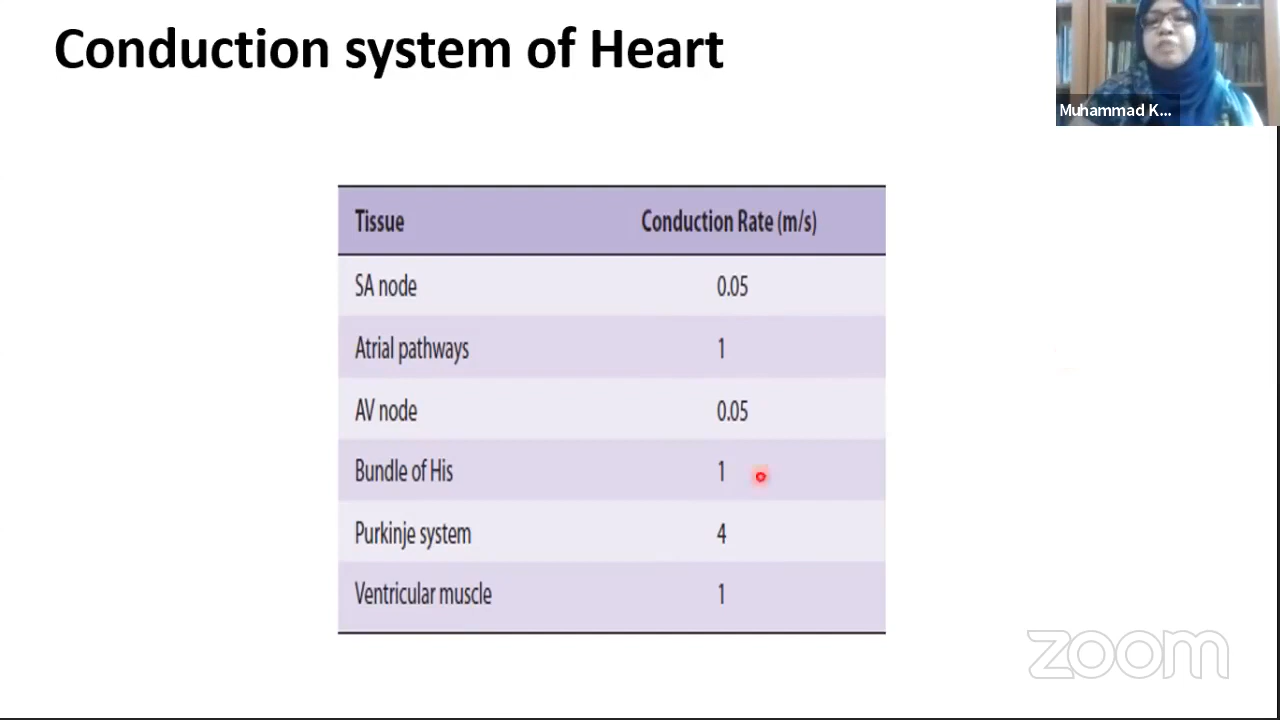 Conduction system of Heart
Muhammad K...
Tissue Conduction Rate (m/s)
SA node 0.05
Atrial pathways 1
AV node 0.05
Bundle of His 1
Purkinje system 4
Ventricular muscle 1
zoom